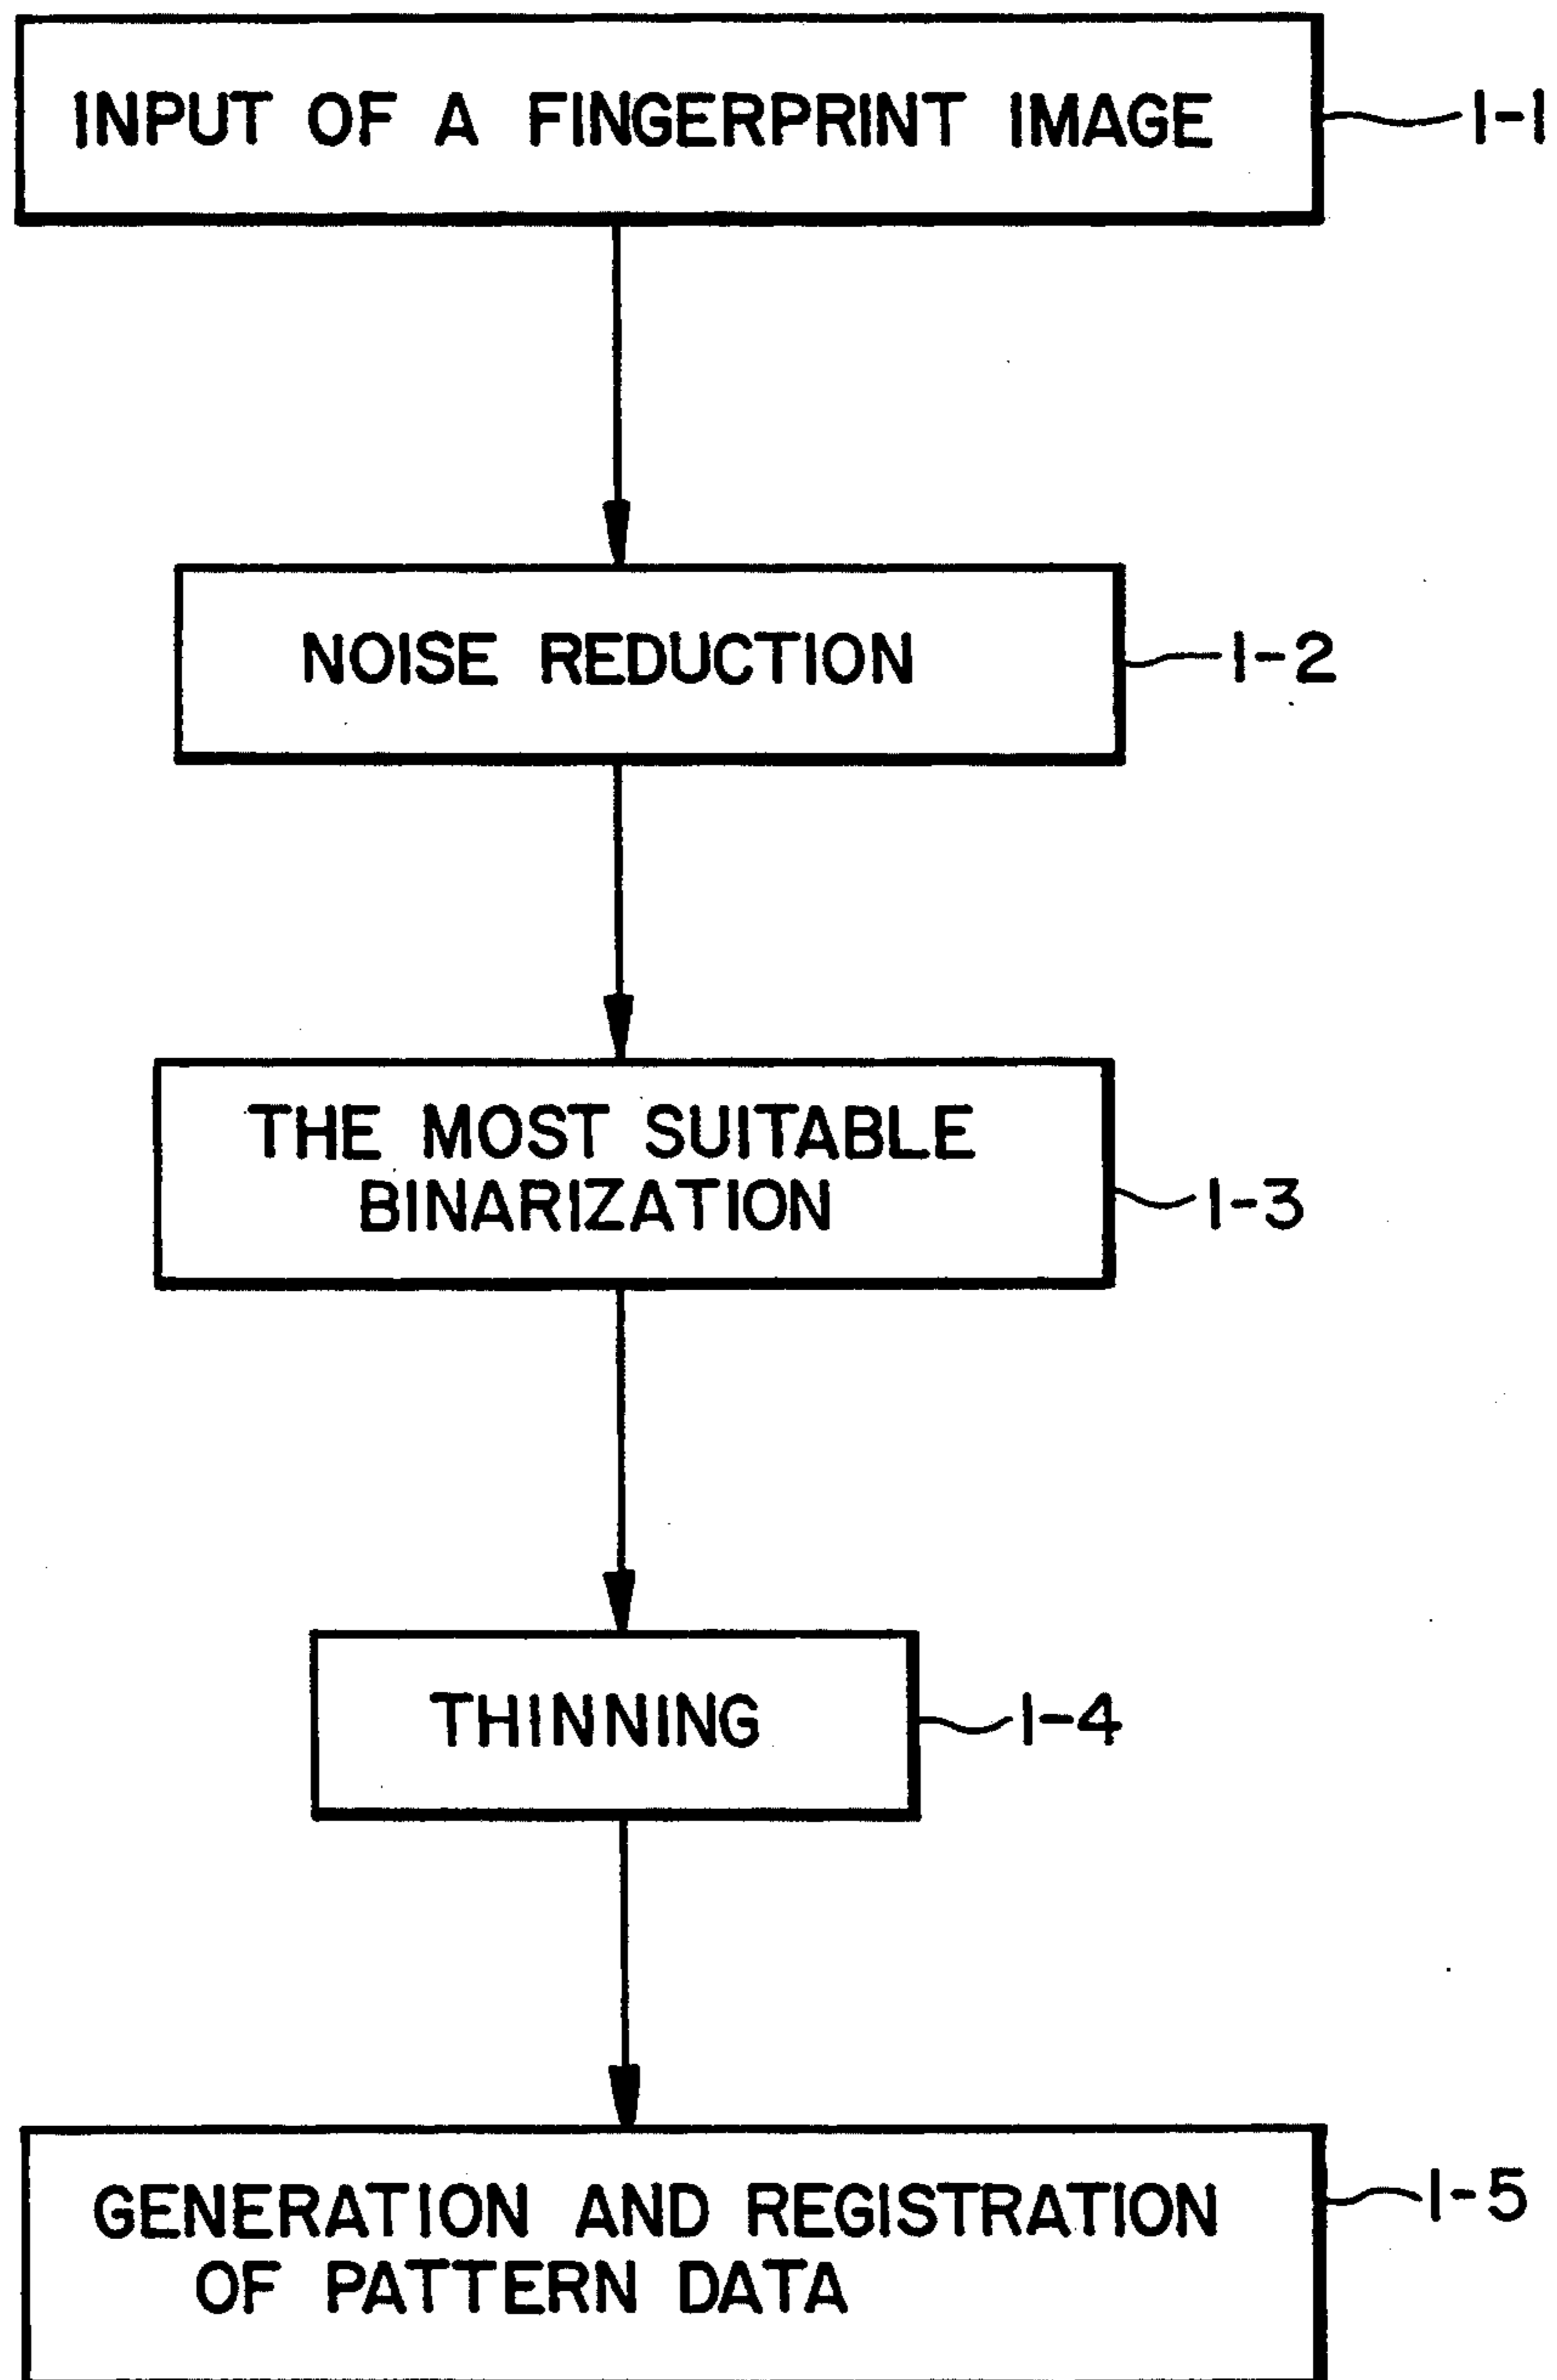 INPUT OF A FINGERPRINT IMAGE
1-1
NOISE REDUCTION
1-2
THE MOST SUITABLE
BINARIZATION
1-3
THINNING
1-4
GENERATION AND REGISTRATION
OF PATTERN DATA
1-5